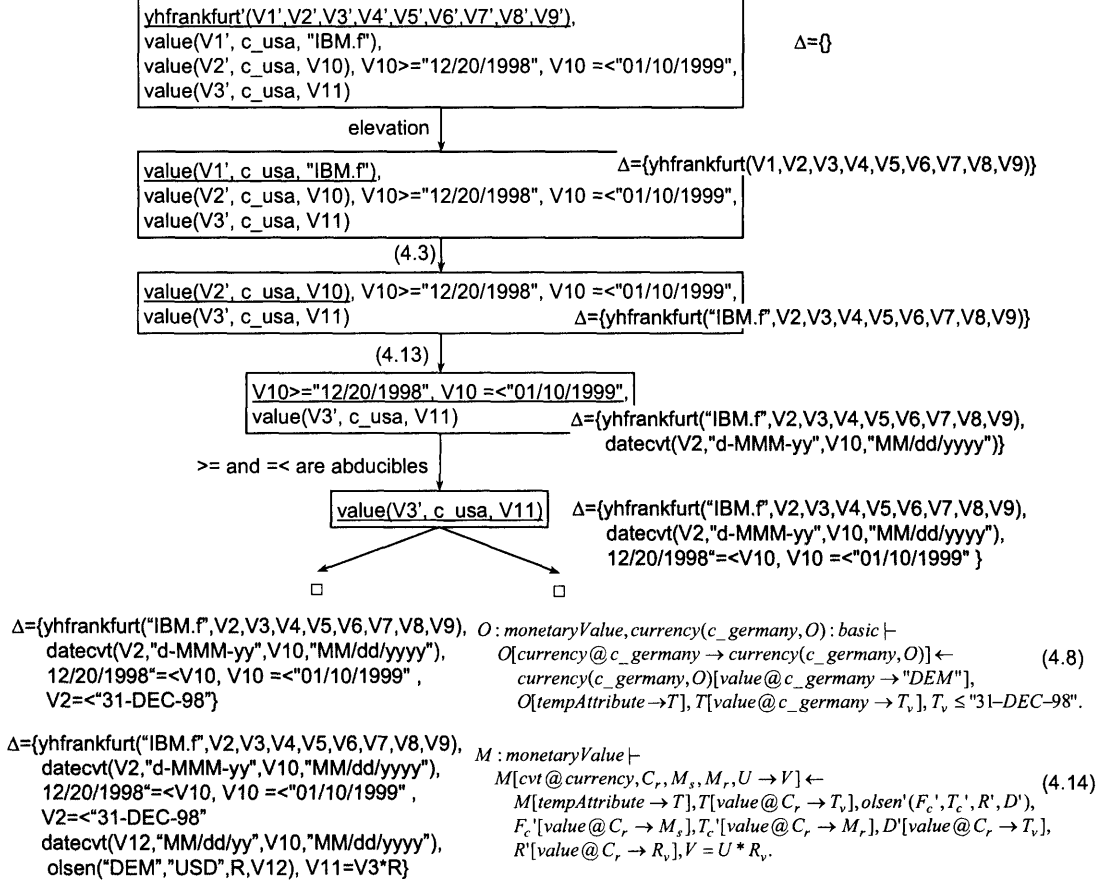 yhfrankfurt'(V1',V2',V3',V4',V5',V6',V7',V8',V9'),
value(V1', c_usa, "IBM.f"),
value(V2', c_usa, V10), V10>="12/20/1998", V10 =<"01/10/1999",
value(V3', c_usa, V11)
Δ={}
elevation
value(V1', c_usa, "IBM.f"),
value(V2', c_usa, V10), V10>="12/20/1998", V10 =<"01/10/1999",
value(V3', c_usa, V11)
Δ={yhfrankfurt(V1,V2,V3,V4,V5,V6,V7,V8,V9)}
(4.3)
value(V2', c_usa, V10), V10>="12/20/1998", V10 =<"01/10/1999",
value(V3', c_usa, V11)
Δ={yhfrankfurt(“IBM.f”,V2,V3,V4,V5,V6,V7,V8,V9)}
(4.13)
V10>="12/20/1998", V10 =<"01/10/1999",
value(V3', c_usa, V11)
Δ={yhfrankfurt(“IBM.f”,V2,V3,V4,V5,V6,V7,V8,V9),
datecvt(V2,"d-MMM-yy",V10,"MM/dd/yyyy")}
>= and =< are abducibles
value(V3', c_usa, V11)
Δ={yhfrankfurt(“IBM.f”,V2,V3,V4,V5,V6,V7,V8,V9),
datecvt(V2,"d-MMM-yy",V10,"MM/dd/yyyy"),
12/20/1998“=<V10, V10 =<"01/10/1999" }
Δ={yhfrankfurt(“IBM.f”,V2,V3,V4,V5,V6,V7,V8,V9),
datecvt(V2,"d-MMM-yy",V10,"MM/dd/yyyy"),
12/20/1998“=<V10, V10 =<"01/10/1999" ,
V2=<“31-DEC-98”}
O : monetaryValue, currency(c_germany, O) : basic ⊢
O[currency@c_germany → currency(c_germany, O)] ←
currency(c_germany, O)[value@c_germany → "DEM"],
O[tempAttribute → T], T[value@c_germany → Tᵥ], Tᵥ ≤ "31–DEC–98".
(4.8)
Δ={yhfrankfurt(“IBM.f”,V2,V3,V4,V5,V6,V7,V8,V9),
datecvt(V2,"d-MMM-yy",V10,"MM/dd/yyyy"),
12/20/1998“=<V10, V10 =<"01/10/1999" ,
V2=<“31-DEC-98”
datecvt(V12,“MM/dd/yy”,V10,"MM/dd/yyyy"),
olsen(“DEM”,”USD”,R,V12), V11=V3*R}
M : monetaryValue ⊢
M[cvt@currency, C_r, M_s, M_r, U → V] ←
M[tempAttribute → T], T[value@C_r → T_v], olsen'(F_c', T_c', R', D'),
F_c'[value@C_r → M_s], T_c'[value@C_r → M_r], D'[value@C_r → T_v],
R'[value@C_r → R_v], V = U * R_v.
(4.14)